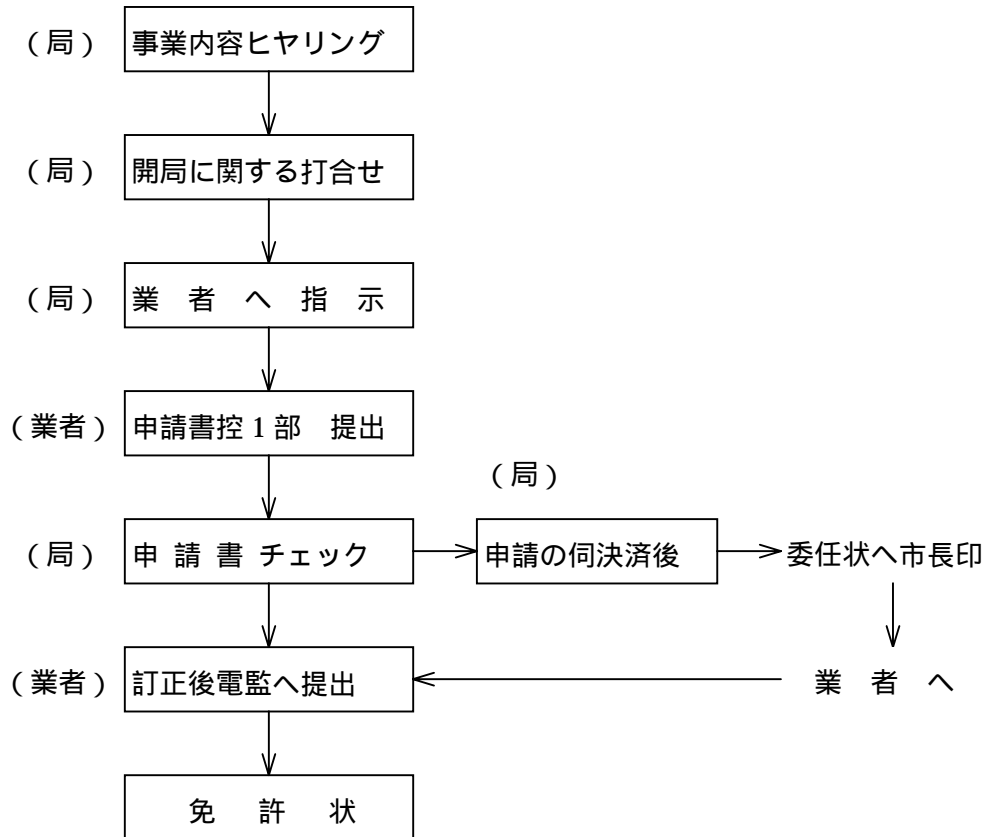 （局） 事業内容ヒヤリング
（局） 開局に関する打合せ
（局） 業　者　へ　指　示
（業者） 申請書控１部　提出
（局）
（局） 申 請 書 チェック 申請の伺決済後 委任状へ市長印
（業者） 訂正後電監へ提出 業　者　へ
免　許　状